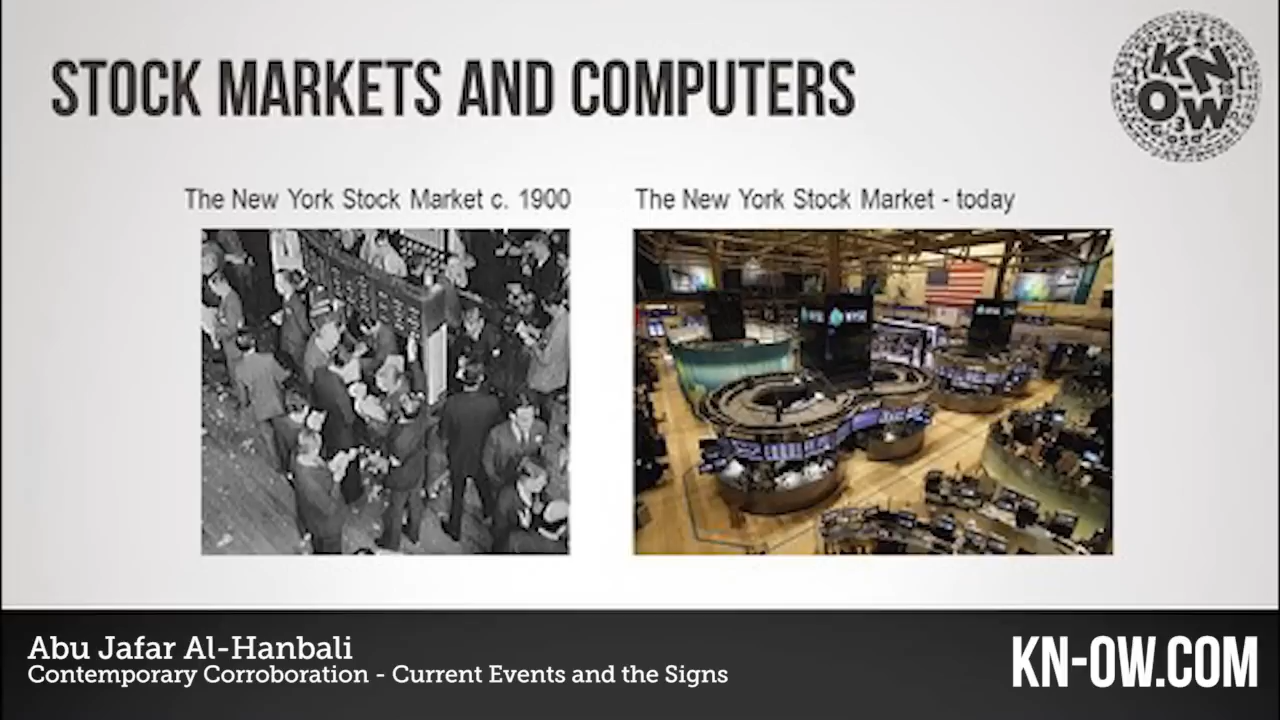 STOCK MARKETS AND COMPUTERS
KN
OW
The New York Stock Market c. 1900
The New York Stock Market - today
NYSE
Abu Jafar Al-Hanbali
Contemporary Corroboration - Current Events and the Signs
KN-OW.COM